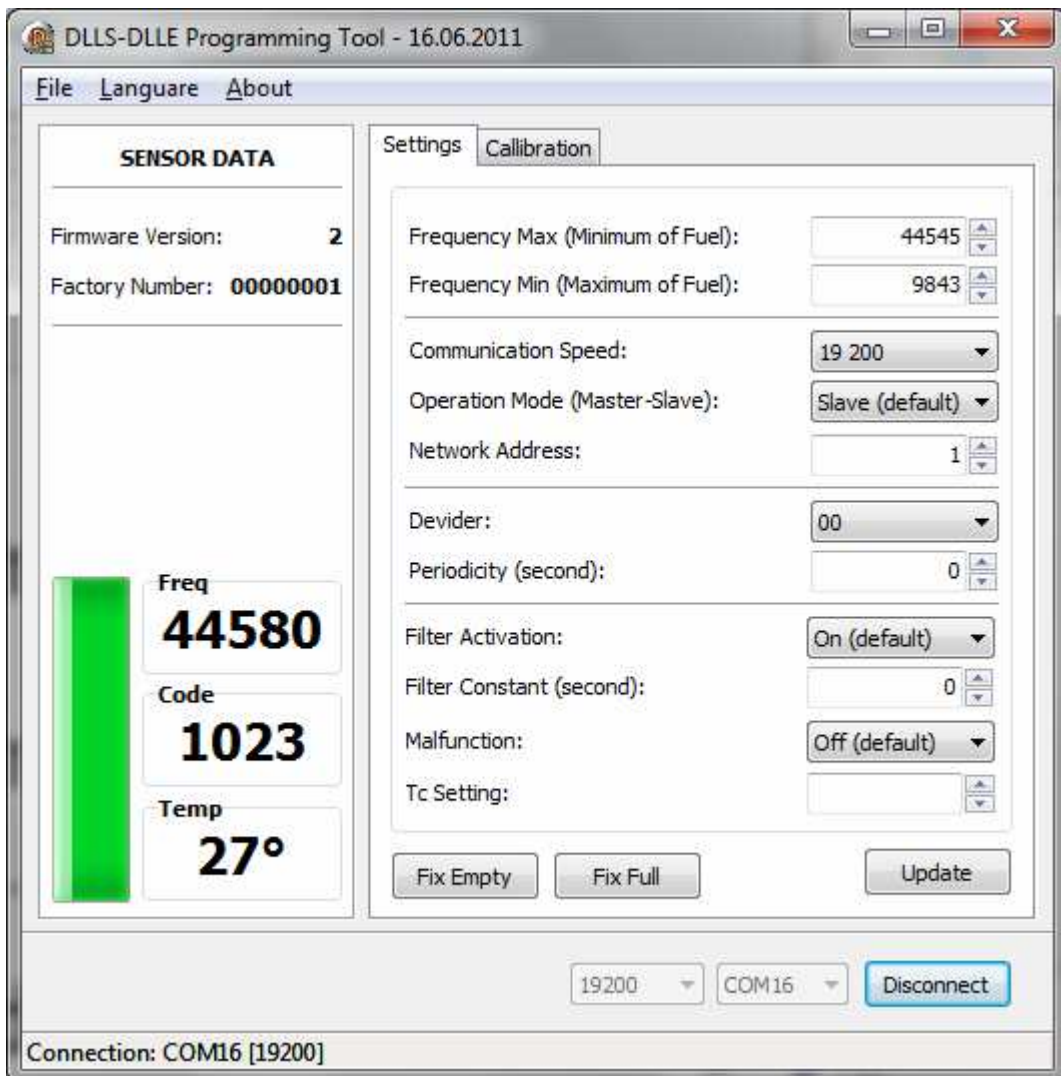 DLLS-DLLE Programming Tool - 16.06.2011
File Languare About
SENSOR DATA
Firmware Version: 2
Factory Number: 00000001
Freq
44580
Code
1023
Temp
27°
Settings Callibration
Frequency Max (Minimum of Fuel): 44545
Frequency Min (Maximum of Fuel): 9843
Communication Speed: 19 200
Operation Mode (Master-Slave): Slave (default)
Network Address: 1
Devider: 00
Periodicity (second): 0
Filter Activation: On (default)
Filter Constant (second): 0
Malfunction: Off (default)
Tc Setting:
Fix Empty Fix Full Update
19200 COM16 Disconnect
Connection: COM16 [19200]